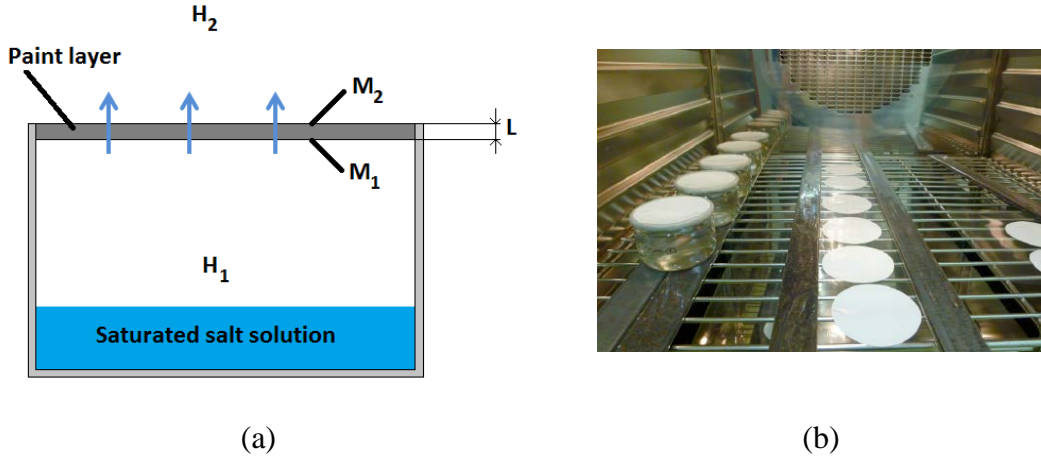 H2
Paint layer
M2
L
M1
H1
Saturated salt solution
(a)
(b)